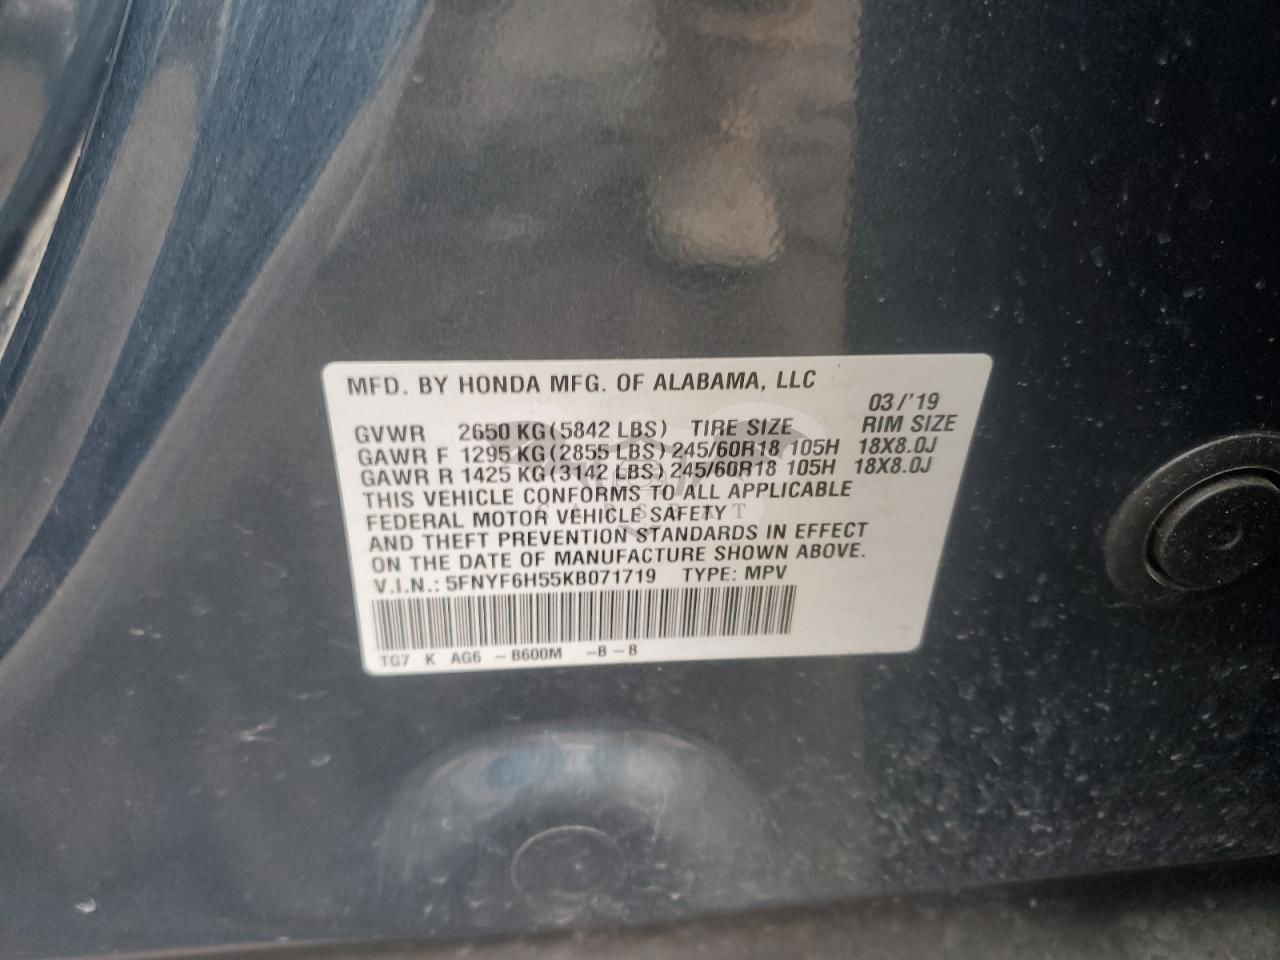 MFD. BY HONDA MFG. OF ALABAMA, LLC
03/'19
GVWR 2650 KG(5842 LBS) TIRE SIZE RIM SIZE
GAWR F 1295 KG(2855 LBS) 245/60R18 105H 18X8.0J
GAWR R 1425 KG(3142 LBS) 245/60R18 105H 18X8.0J
THIS VEHICLE CONFORMS TO ALL APPLICABLE
FEDERAL MOTOR VEHICLE SAFETY
AND THEFT PREVENTION STANDARDS IN EFFECT
ON THE DATE OF MANUFACTURE SHOWN ABOVE.
V.I.N.: 5FNYF6H55KB071719 TYPE: MPV
TG7 K AG6 -B600M -B-B